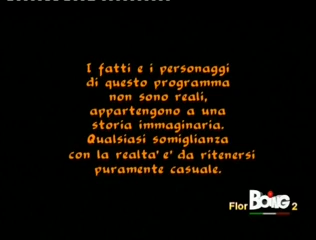 I fatti e i personaggi
di questo programma
non sono reali,
appartengono a una
storia immaginaria.
Qualsiasi somiglianza
con la realta' e' da ritenersi
puramente casuale.
Flor BOING 2